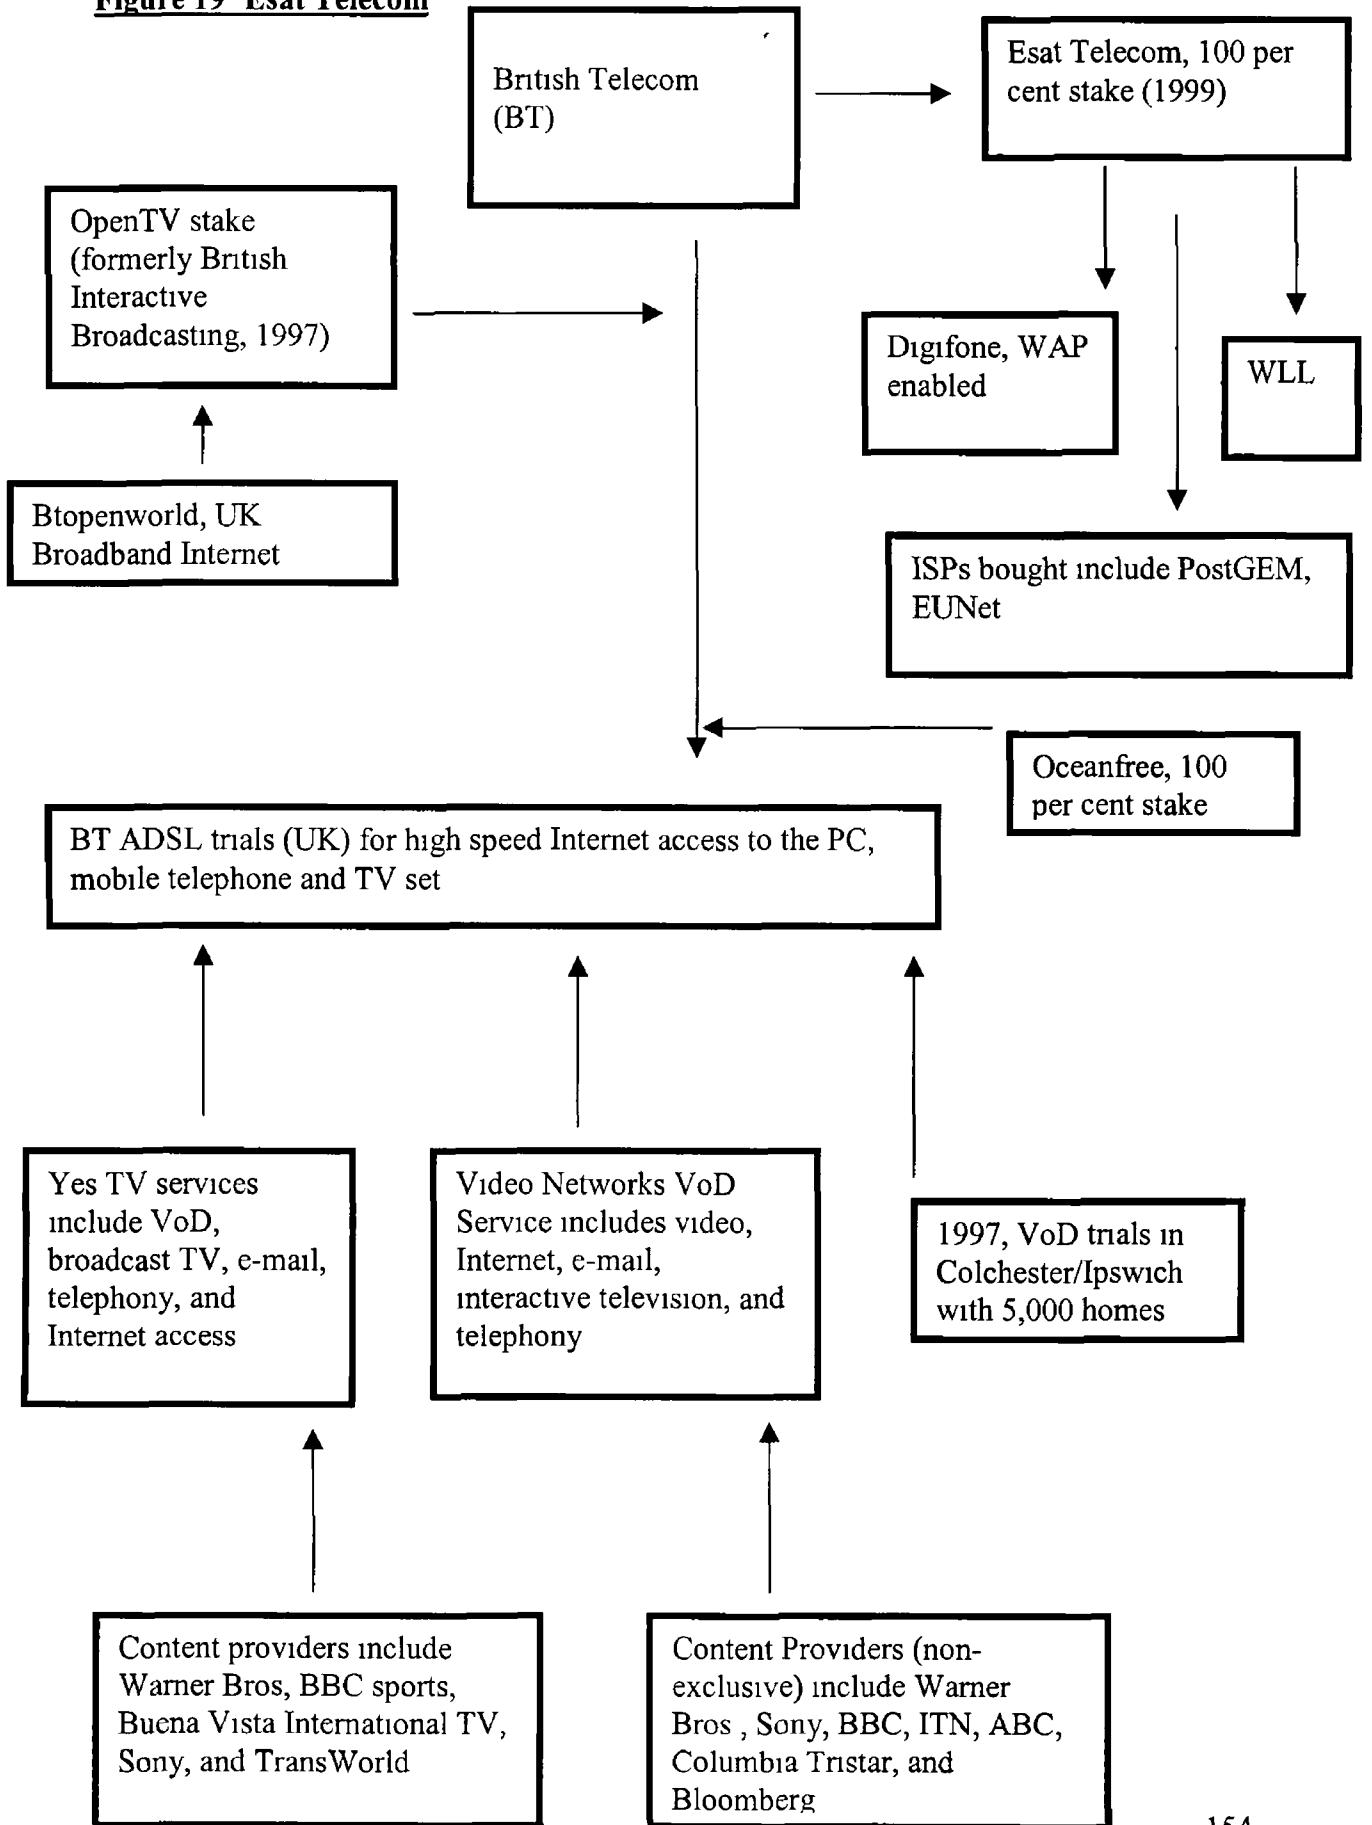 Figure 19 Esat Telecom
British Telecom
(BT)
Esat Telecom, 100 per
cent stake (1999)
OpenTV stake
(formerly British
Interactive
Broadcasting, 1997)
Digifone, WAP
enabled
WLL
Btopenworld, UK
Broadband Internet
ISPs bought include PostGEM,
EUNet
Oceanfree, 100
per cent stake
BT ADSL trials (UK) for high speed Internet access to the PC,
mobile telephone and TV set
Yes TV services
include VoD,
broadcast TV, e-mail,
telephony, and
Internet access
Video Networks VoD
Service includes video,
Internet, e-mail,
interactive television, and
telephony
1997, VoD trials in
Colchester/Ipswich
with 5,000 homes
Content providers include
Warner Bros, BBC sports,
Buena Vista International TV,
Sony, and TransWorld
Content Providers (non-
exclusive) include Warner
Bros , Sony, BBC, ITN, ABC,
Columbia Tristar, and
Bloomberg
154